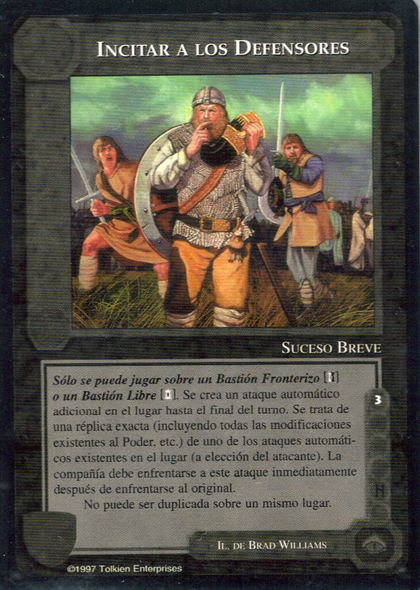 INCITAR A LOS DEFENSORES
SUCESO BREVE
Sólo se puede jugar sobre un Bastión Fronterizo []
o un Bastión Libre []. Se crea un ataque automático
adicional en el lugar hasta el final del turno. Se trata de
una réplica exacta (incluyendo todas las modificaciones
existentes al Poder, etc.) de uno de los ataques automáti-
cos existentes en el lugar (a elección del atacante). La
compañía debe enfrentarse a este ataque inmediatamente
después de enfrentarse al original.
No puede ser duplicada sobre un mismo lugar.
3
IL. DE BRAD WILLIAMS
©1997 Tolkien Enterprises